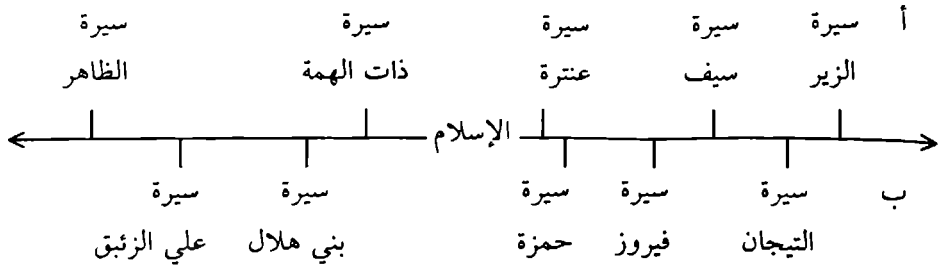 أ سيرة سيرة سيرة سيرة سيرة
الزير سيف عنترة ذات الهمة الظاهر
الإسلام
ب سيرة سيرة سيرة سيرة سيرة
التيجان فيروز حمزة بني هلال علي الزئبق